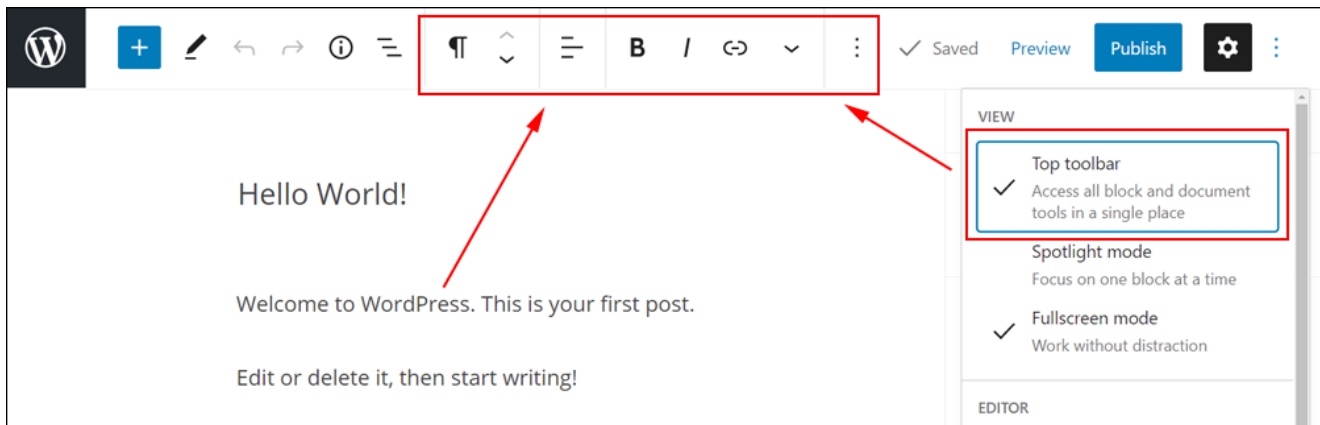 B I Saved Preview Publish
VIEW
Top toolbar
Access all block and document
tools in a single place
Hello World!
Spotlight mode
Focus on one block at a time
Welcome to WordPress. This is your first post.
Fullscreen mode
Work without distraction
Edit or delete it, then start writing!
EDITOR